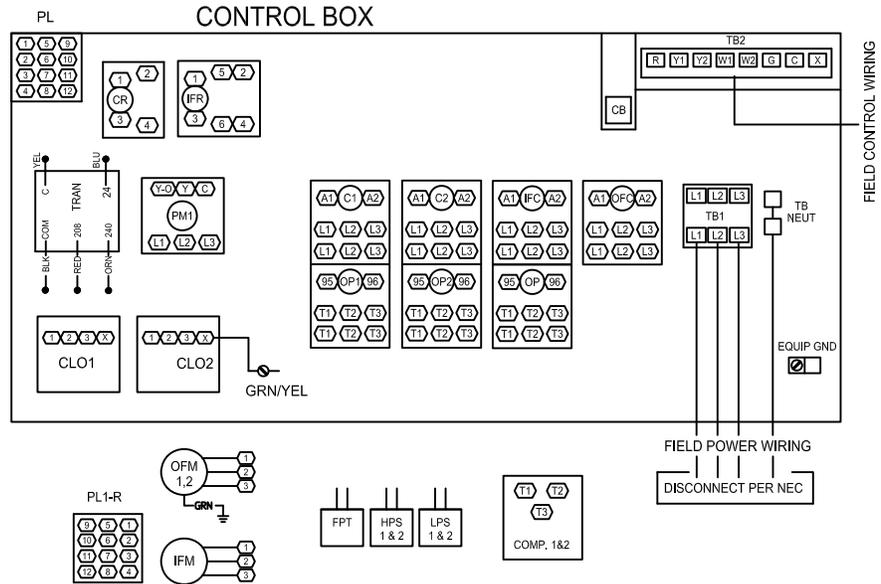 PL CONTROL BOX
1 5 9
2 6 10
3 7 11
4 8 12
1 2
CR
3 4
1 5 2
IFR
3 6 4
CB
TB2
R Y1 Y2 W1 W2 G C X
FIELD CONTROL WIRING
YEL BLU
C TRAN 24
COM 208 240
BLK RED ORN
Y-O Y C
PM1
L1 L2 L3
A1 C1 A2
L1 L2 L3
L1 L2 L3
95 OP1 96
T1 T2 T3
T1 T2 T3
A1 C2 A2
L1 L2 L3
L1 L2 L3
95 OP2 96
T1 T2 T3
T1 T2 T3
A1 IFC A2
L1 L2 L3
L1 L2 L3
95 OP 96
T1 T2 T3
T1 T2 T3
A1 OFC A2
L1 L2 L3
L1 L2 L3
L1 L2 L3
TB1
L1 L2 L3
TB
NEUT
1 2 3 X
CLO1
1 2 3 X
CLO2
GRN/YEL
EQUIP GND
FIELD POWER WIRING
DISCONNECT PER NEC
PL1-R
9 5 1
10 6 2
11 7 3
12 8 4
OFM
1,2
1
2
3
GRN
IFM
1
2
3
FPT
HPS
1 & 2
LPS
1 & 2
T1 T2
T3
COMP, 1&2